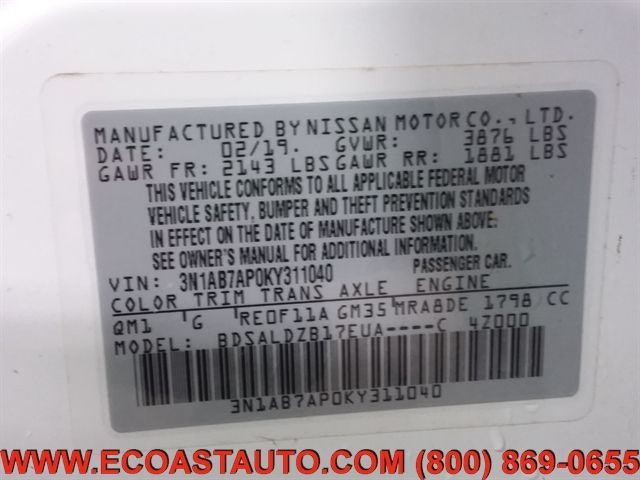 MANUFACTURED BY NISSAN MOTOR CO., LTD.
DATE: 02/19. GVWR: 3876 LBS
GAWR FR: 2143 LBS GAWR RR: 1881 LBS
THIS VEHICLE CONFORMS TO ALL APPLICABLE FEDERAL MOTOR
VEHICLE SAFETY, BUMPER AND THEFT PREVENTION STANDARDS
IN EFFECT ON THE DATE OF MANUFACTURE SHOWN ABOVE.
SEE OWNER'S MANUAL FOR ADDITIONAL INFORMATION.
VIN: 3N1AB7AP0KY311040 PASSENGER CAR.
COLOR TRIM TRANS AXLE ENGINE
QM1 G RE0F11A GM35 MRA8DE 1798 CC
MODEL: BDSALDZB17EUA----C 4Z000
3N1AB7AP0KY311040
WWW.ECOASTAUTO.COM (800) 869-0655